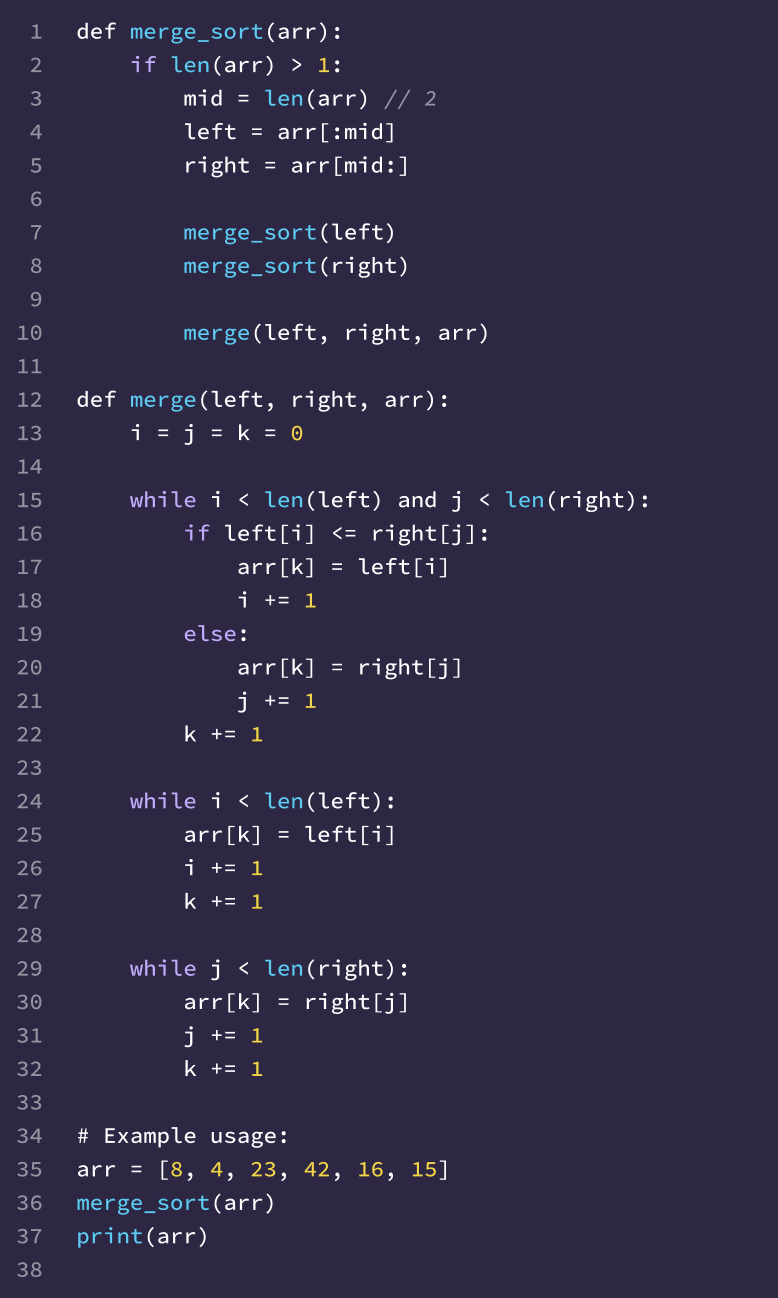 1 def merge_sort(arr):
2     if len(arr) > 1:
3         mid = len(arr) // 2
4         left = arr[:mid]
5         right = arr[mid:]
6
7         merge_sort(left)
8         merge_sort(right)
9
10         merge(left, right, arr)
11
12 def merge(left, right, arr):
13     i = j = k = 0
14
15     while i < len(left) and j < len(right):
16         if left[i] <= right[j]:
17             arr[k] = left[i]
18             i += 1
19         else:
20             arr[k] = right[j]
21             j += 1
22         k += 1
23
24     while i < len(left):
25         arr[k] = left[i]
26         i += 1
27         k += 1
28
29     while j < len(right):
30         arr[k] = right[j]
31         j += 1
32         k += 1
33
34 # Example usage:
35 arr = [8, 4, 23, 42, 16, 15]
36 merge_sort(arr)
37 print(arr)
38